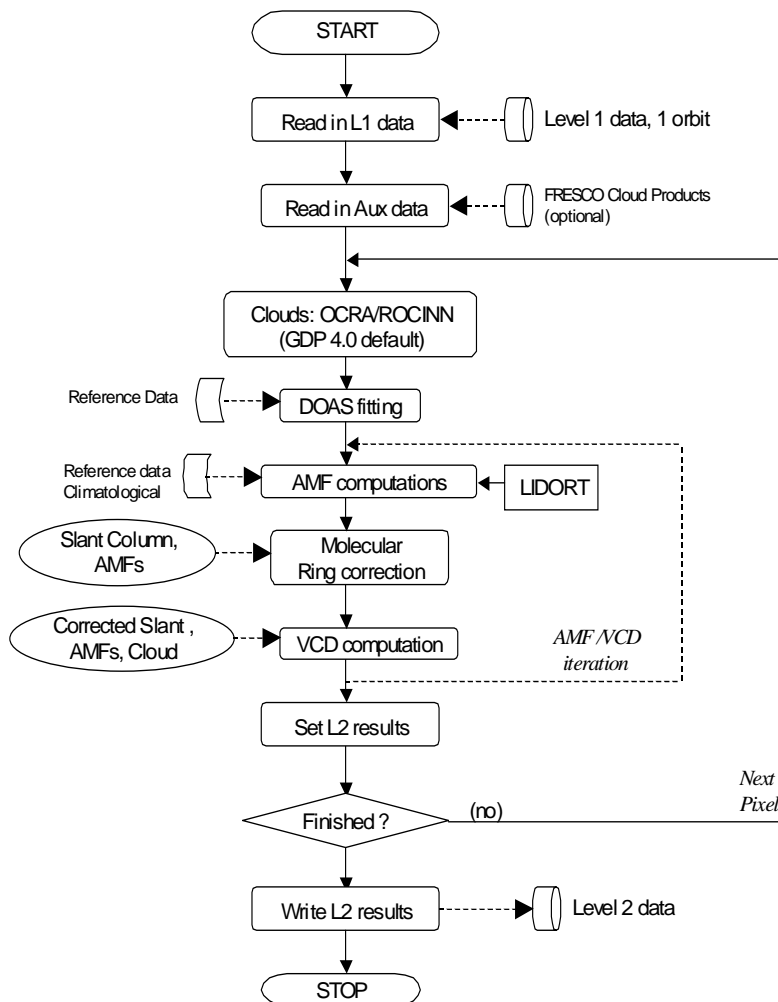 START
Read in L1 data
Level 1 data, 1 orbit
Read in Aux data
FRESCO Cloud Products
(optional)
Clouds: OCRA/ROCINN
(GDP 4.0 default)
Reference Data
DOAS fitting
Reference data
Climatological
AMF computations
LIDORT
Slant Column,
AMFs
Molecular
Ring correction
Corrected Slant ,
AMFs, Cloud
VCD computation
AMF/VCD
iteration
Set L2 results
Finished ?
(no)
Next
Pixel
Write L2 results
Level 2 data
STOP